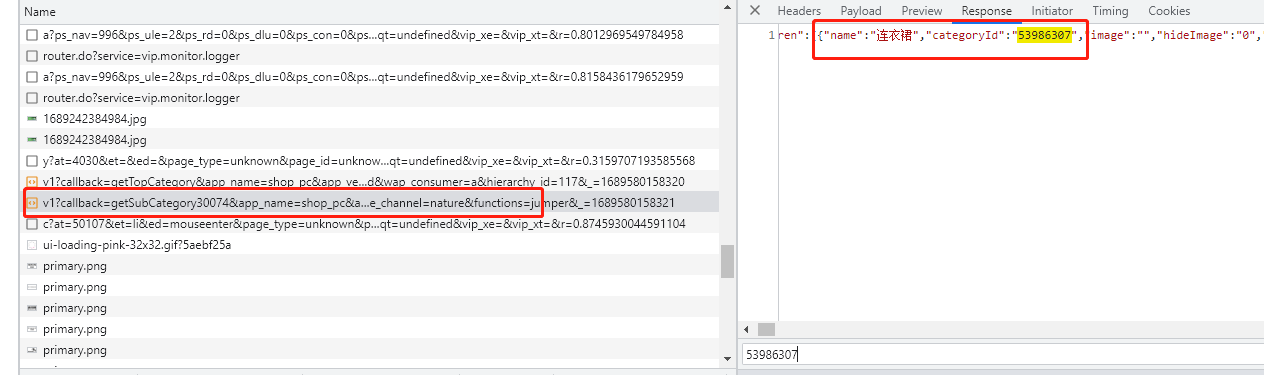 Name
a?ps_nav=996&ps_ule=2&ps_rd=0&ps_dlu=0&ps_con=0&ps...qt=undefined&vip_xe=&vip_xt=&r=0.8012969549784958
router.do?service=vip.monitor.logger
a?ps_nav=996&ps_ule=2&ps_rd=0&ps_dlu=0&ps_con=0&ps...qt=undefined&vip_xe=&vip_xt=&r=0.8158436179652959
router.do?service=vip.monitor.logger
1689242384984.jpg
1689242384984.jpg
y?at=4030&et=&ed=&page_type=unknown&page_id=unknow...qt=undefined&vip_xe=&vip_xt=&r=0.3159707193585568
v1?callback=getTopCategory&app_name=shop_pc&app_ve...d&wap_consumer=a&hierarchy_id=117&_=1689580158320
v1?callback=getSubCategory30074&app_name=shop_pc&a...e_channel=nature&functions=jumper&_=1689580158321
c?at=50107&et=li&ed=mouseenter&page_type=unknown&p...qt=undefined&vip_xe=&vip_xt=&r=0.8745930044591104
ui-loading-pink-32x32.gif?5aebf25a
primary.png
primary.png
primary.png
primary.png
primary.png
Headers Payload Preview Response Initiator Timing Cookies
1 ren":[{"name":"连衣裙","categoryId":"53986307","image":"","hideImage":"0",
53986307